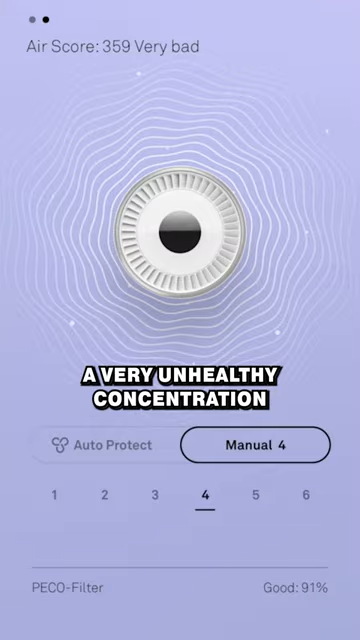 Air Score: 359 Very bad
A VERY UNHEALTHY
CONCENTRATION
Auto Protect
Manual 4
1 2 3 4 5 6
PECO-Filter
Good: 91%